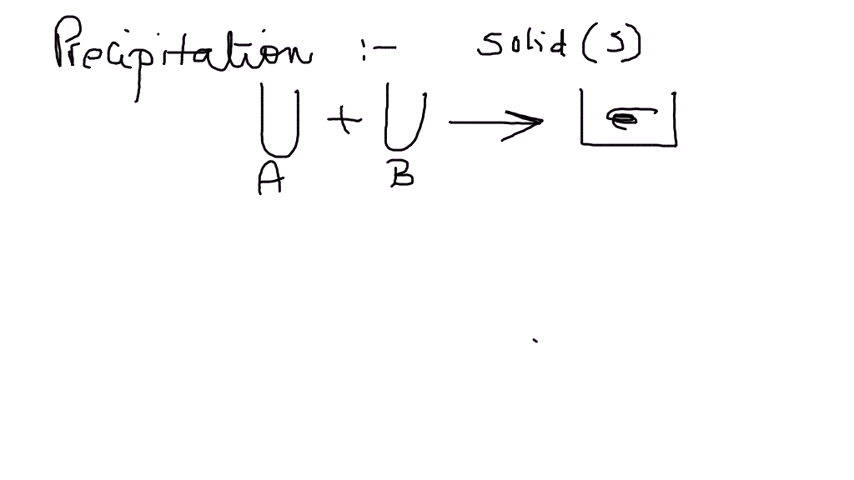 Precipitation :- solid (s)
+ →
A B